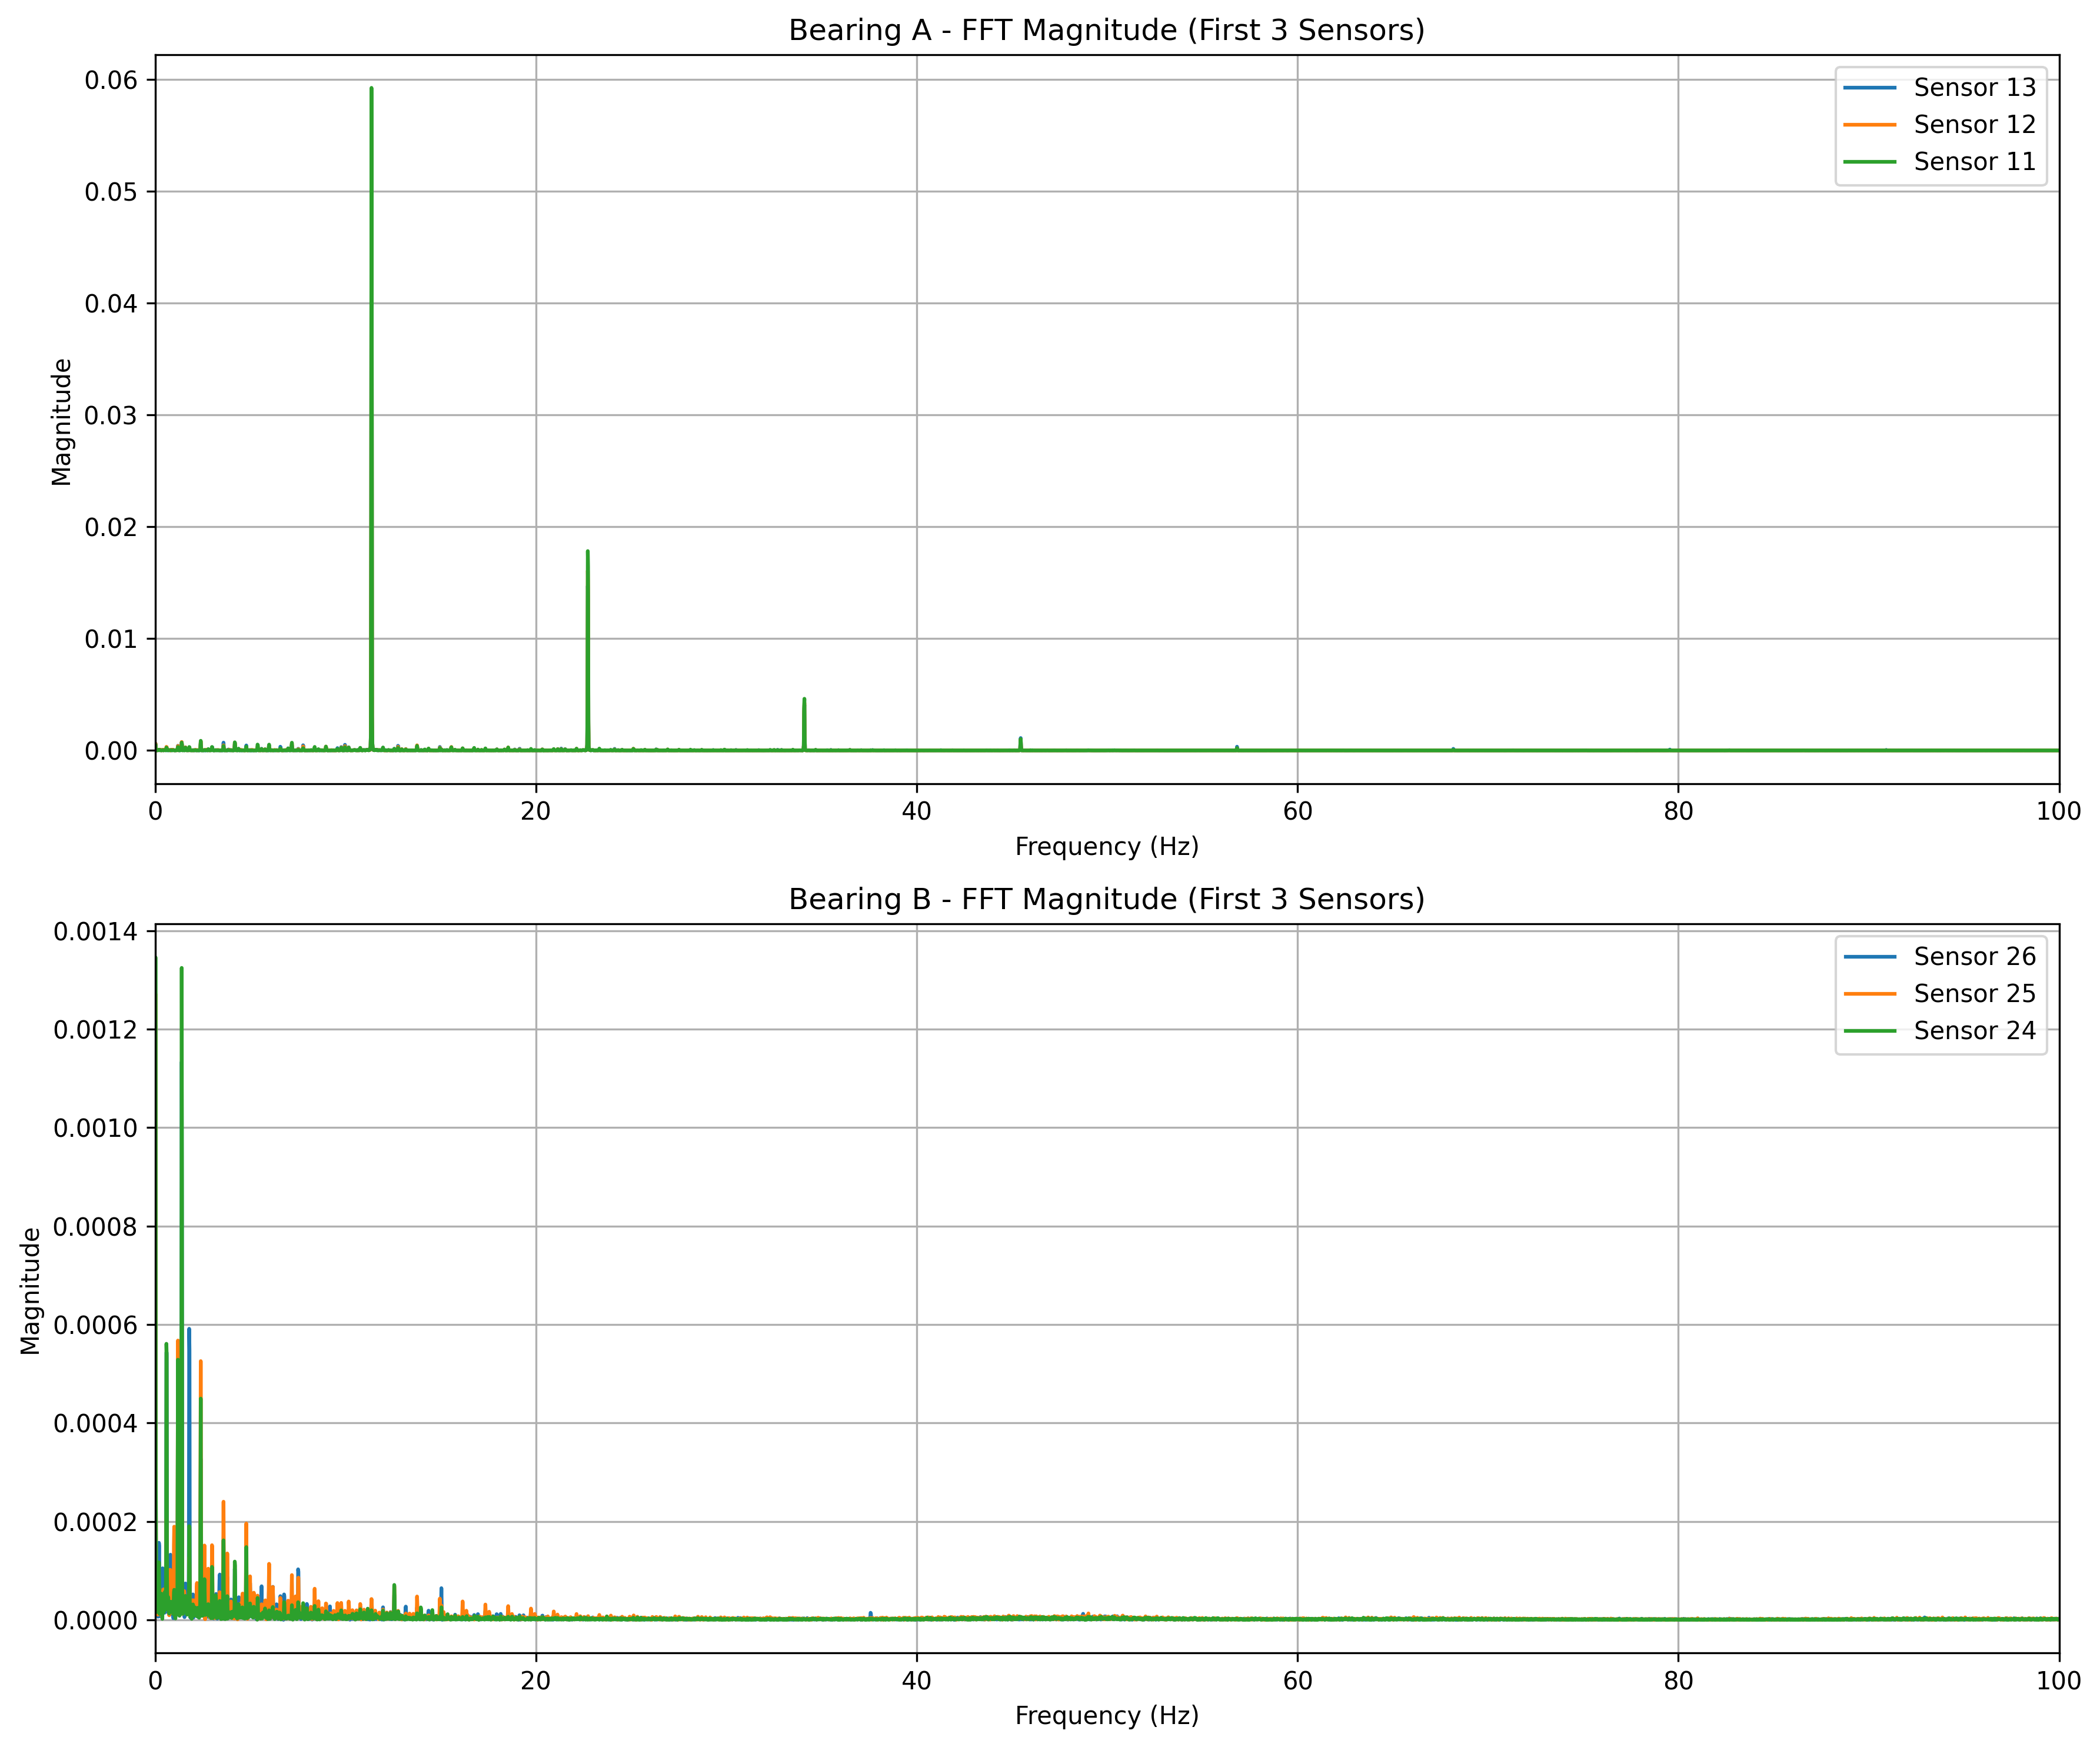 Bearing A - FFT Magnitude (First 3 Sensors)
0.06
0.05
0.04
0.03
0.02
0.01
0.00
Magnitude
Sensor 13
Sensor 12
Sensor 11
0 20 40 60 80 100
Frequency (Hz)
Bearing B - FFT Magnitude (First 3 Sensors)
0.0014
0.0012
0.0010
0.0008
0.0006
0.0004
0.0002
0.0000
Magnitude
Sensor 26
Sensor 25
Sensor 24
0 20 40 60 80 100
Frequency (Hz)